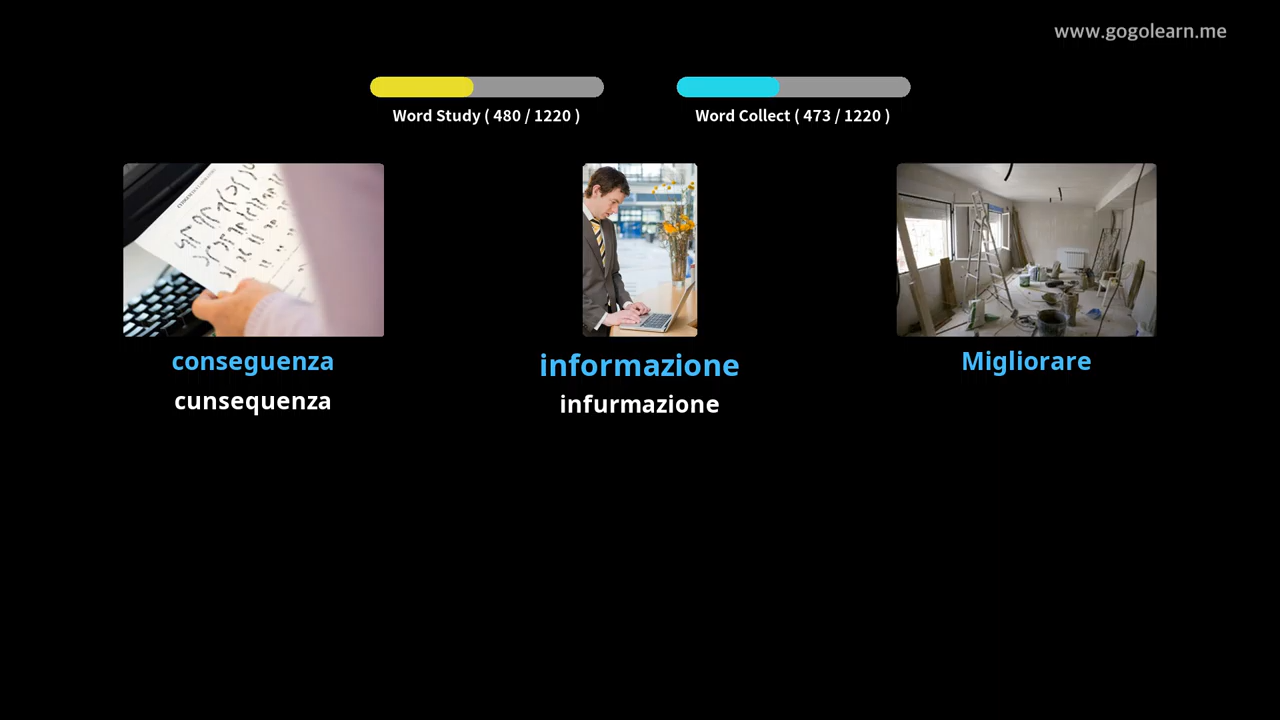 www.gogolearn.me
Word Study ( 480 / 1220 )
Word Collect ( 473 / 1220 )
conseguenza
informazione
Migliorare
cunsequenza
infurmazione